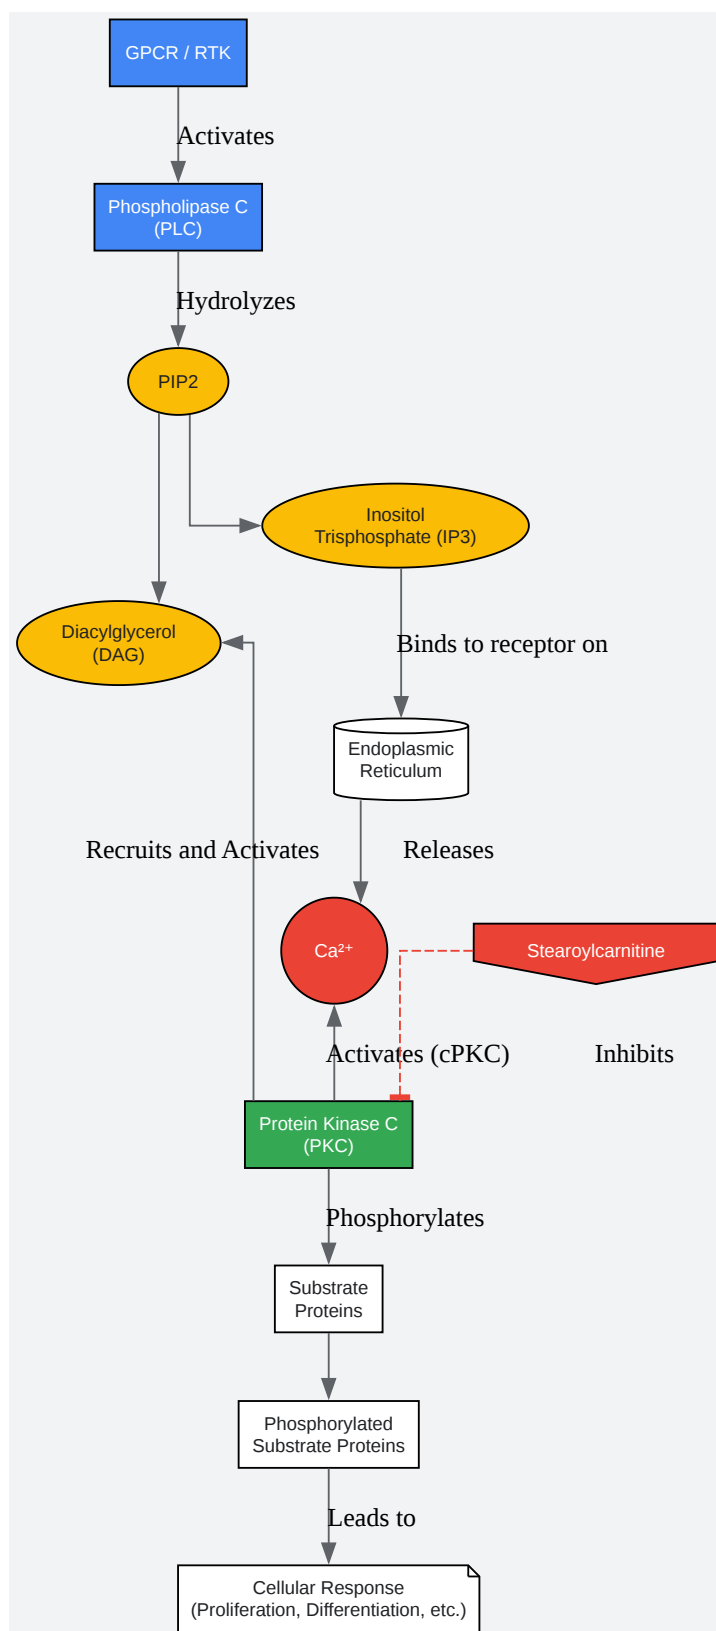 GPCR / RTK
Activates
Phospholipase C
(PLC)
Hydrolyzes
PIP2
Inositol
Trisphosphate (IP3)
Diacylglycerol
(DAG)
Binds to receptor on
Endoplasmic
Reticulum
Recruits and Activates
Releases
Ca²⁺
Stearoylcarnitine
Activates (cPKC)
Inhibits
Protein Kinase C
(PKC)
Phosphorylates
Substrate
Proteins
Phosphorylated
Substrate Proteins
Leads to
Cellular Response
(Proliferation, Differentiation, etc.)